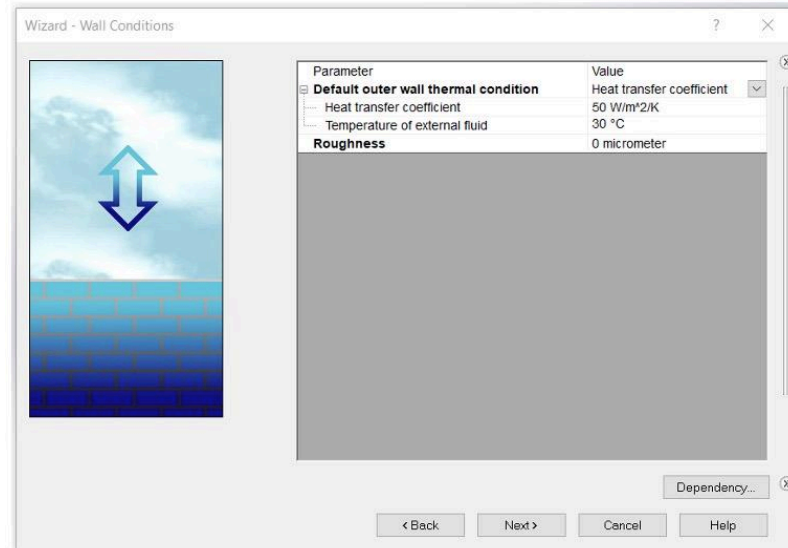 Wizard - Wall Conditions
?
Parameter Value
Default outer wall thermal condition Heat transfer coefficient
Heat transfer coefficient 50 W/m^2/K
Temperature of external fluid 30 °C
Roughness 0 micrometer
Dependency...
< Back Next > Cancel Help